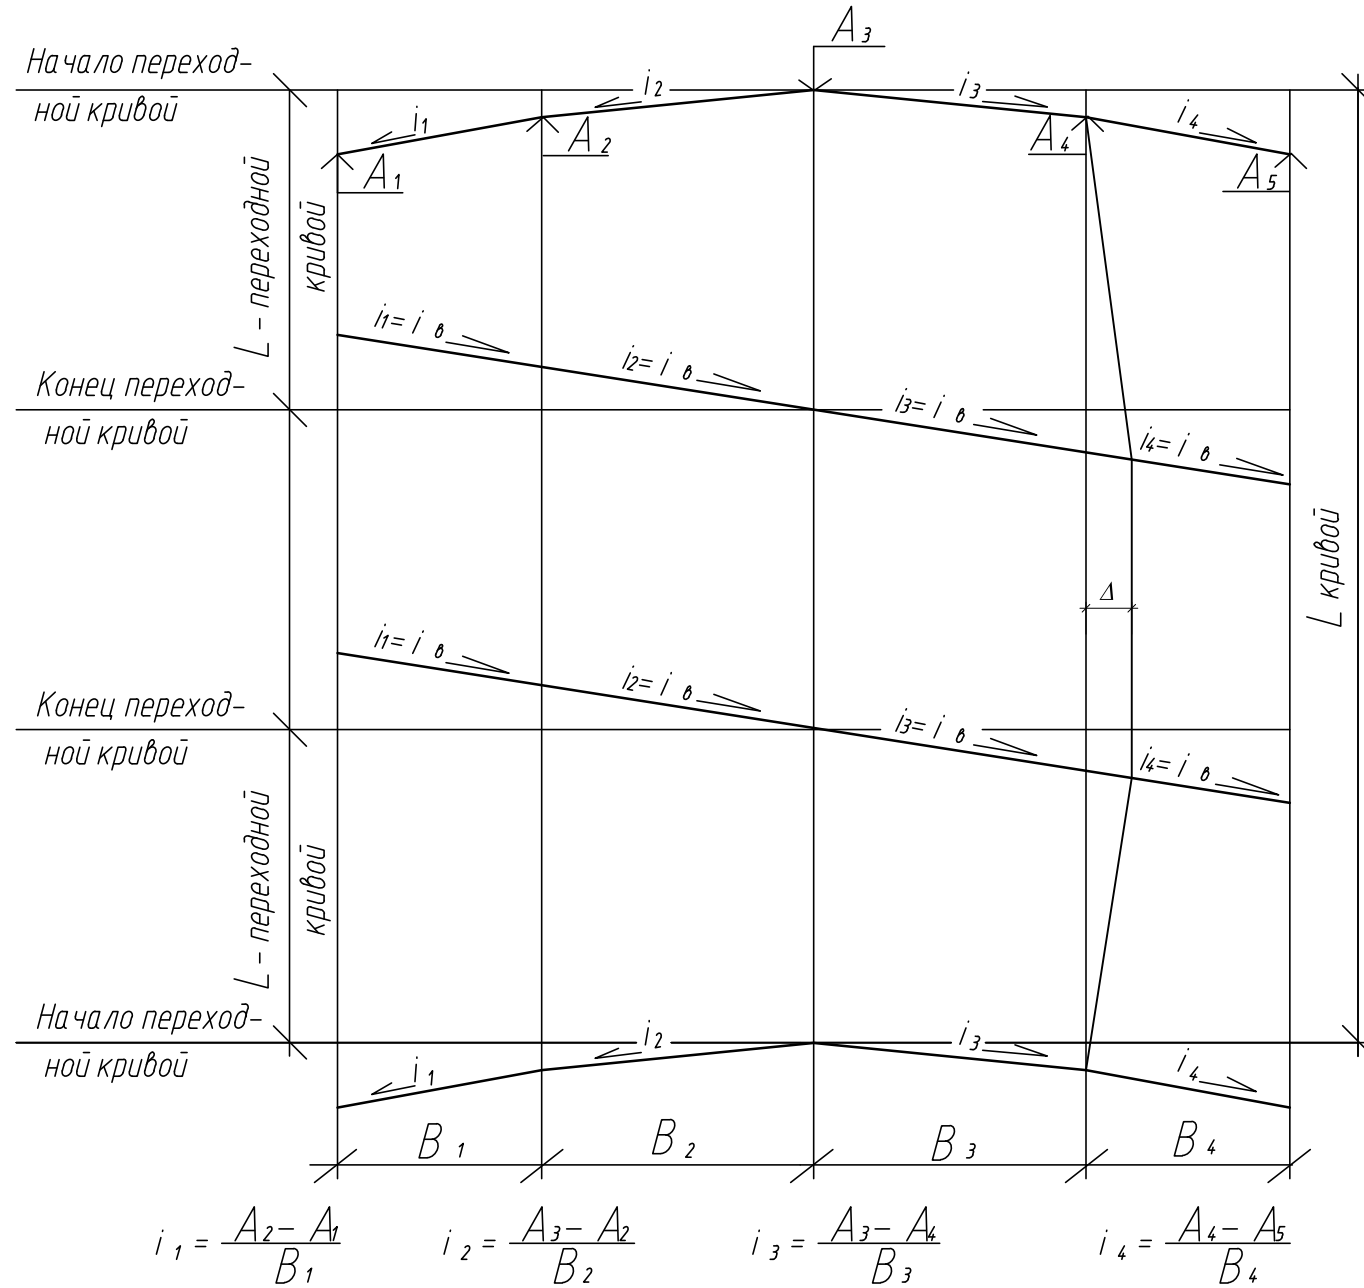 A3
Начало переход-
ной кривой
i2
i3
i1
i4
A2
A4
A1
A5
L - переходной
кривой
i1= i в
i2= i в
Конец переход-
ной кривой
i3= i в
i4= i в
L кривой
Δ
i1= i в
i2= i в
Конец переход-
ной кривой
i3= i в
i4= i в
L - переходной
кривой
Начало переход-
ной кривой
i2
i3
i1
i4
B1 B2 B3 B4
i1 = A2 - A1 / B1
i2 = A3 - A2 / B2
i3 = A3 - A4 / B3
i4 = A4 - A5 / B4